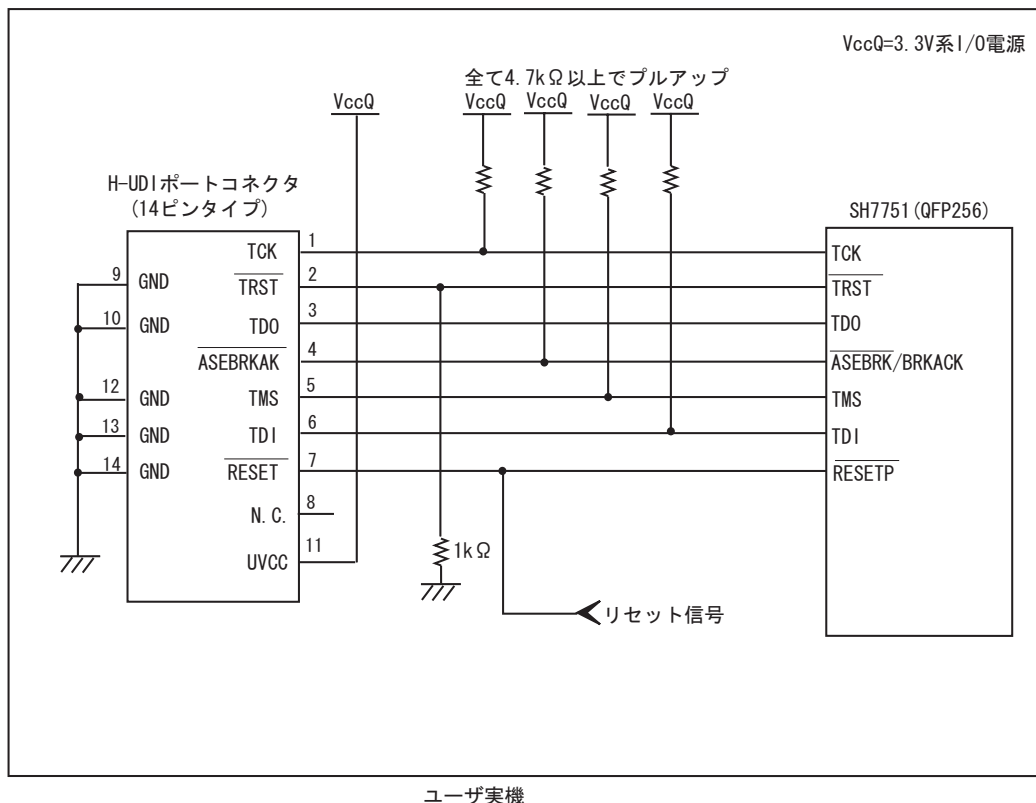 VccQ=3.3V系I/O電源
全て4.7kΩ以上でプルアップ
VccQ
VccQ
VccQ
VccQ
VccQ
H-UDIポートコネクタ
(14ピンタイプ)
SH7751(QFP256)
TCK
1
TCK
9
GND
TRST
2
TRST
10
GND
TDO
3
TDO
ASEBRKAK
4
ASEBRK/BRKACK
12
GND
TMS
5
TMS
13
GND
TDI
6
TDI
14
GND
RESET
7
RESETP
N.C.
8
UVCC
11
1kΩ
リセット信号
ユーザ実機